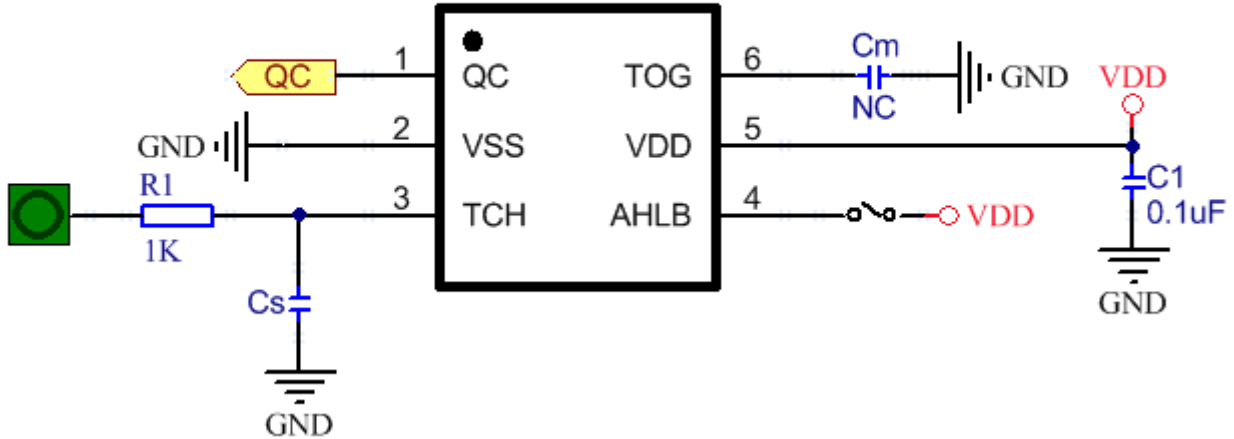 QC 1 QC TOG 6 Cm NC GND VDD
GND 2 VSS VDD 5
R1 1K 3 TCH AHLB 4 VDD C1 0.1uF
Cs GND
GND